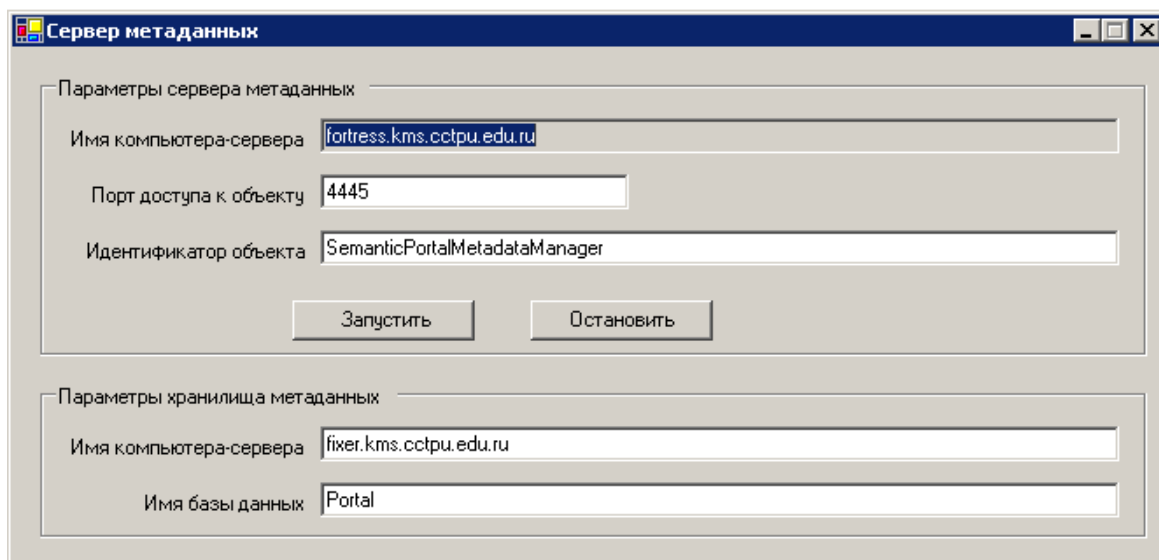 Сервер метаданных
Параметры сервера метаданных
Имя компьютера-сервера fortress.kms.cctpu.edu.ru
Порт доступа к объекту 4445
Идентификатор объекта SemanticPortalMetadataManager
Запустить Остановить
Параметры хранилища метаданных
Имя компьютера-сервера fixer.kms.cctpu.edu.ru
Имя базы данных Portal